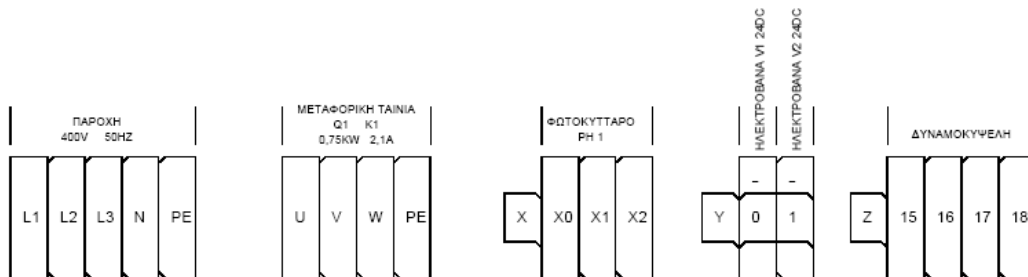 ΗΛΕΚΤΡΟΒΑΝΑ V1 24DC
ΗΛΕΚΤΡΟΒΑΝΑ V2 24DC
ΠΑΡΟΧΗ
400V 50HZ
ΜΕΤΑΦΟΡΙΚΗ ΤΑΙΝΙΑ
Q1 K1
0,75KW 2,1A
ΦΩΤΟΚΥΤΤΑΡΟ
PH 1
ΔΥΝΑΜΟΚΥΨΕΛΗ
- -
L1 L2 L3 N PE U V W PE X X0 X1 X2 Y 0 1 Z 15 16 17 18